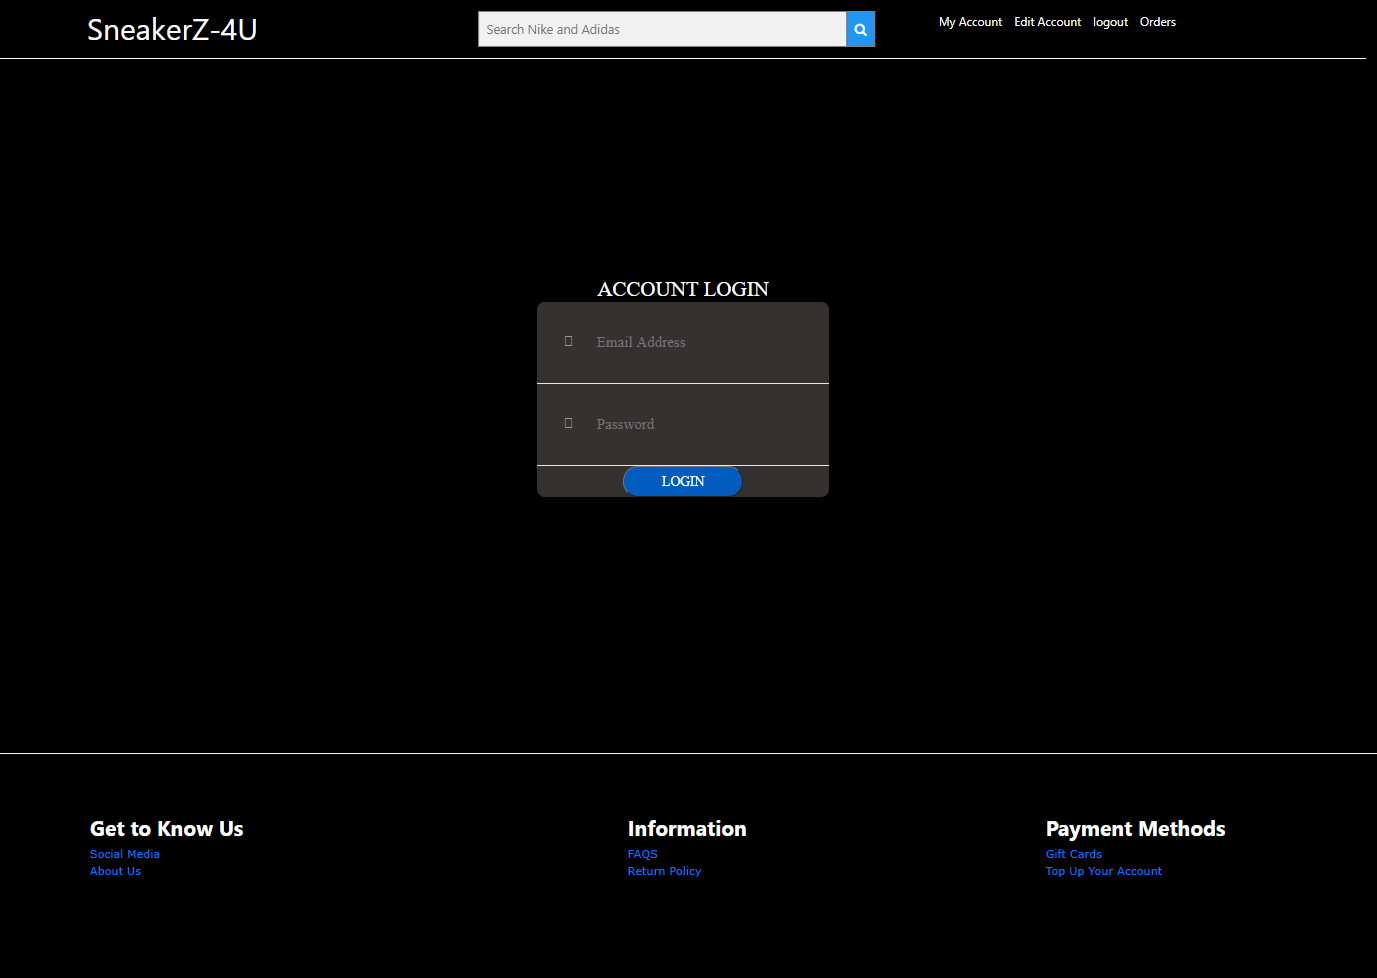 SneakerZ-4U
Search Nike and Adidas
My Account Edit Account logout Orders
ACCOUNT LOGIN
Email Address
Password
LOGIN
Get to Know Us
Social Media
About Us
Information
FAQS
Return Policy
Payment Methods
Gift Cards
Top Up Your Account